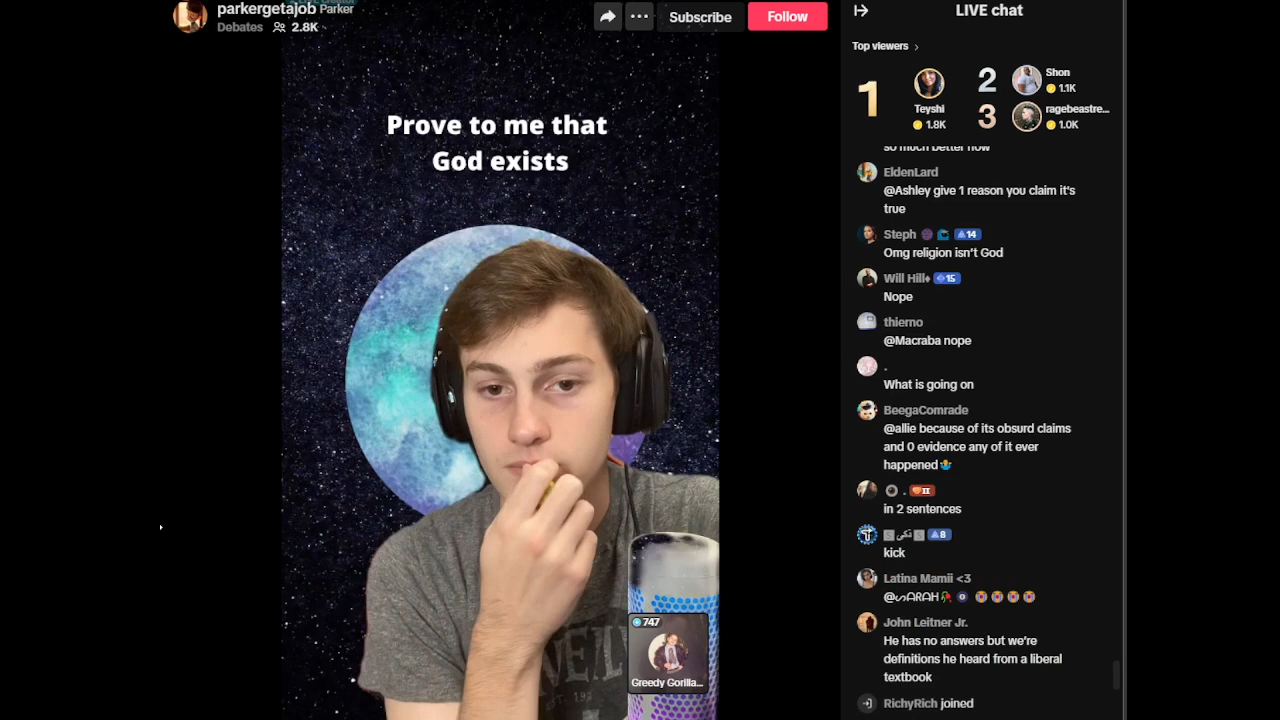 parkergetajob Parker
Debates 2.8K
Subscribe
Follow
Prove to me that
God exists
747
Greedy Gorilla...
LIVE chat
Top viewers
1
Teyshi
1.8K
2
Shon
1.1K
3
ragebeastre...
1.0K
so much better now
EldenLard
@Ashley give 1 reason you claim it's
true
Steph 14
Omg religion isn't God
Will Hill♦ 15
Nope
thierno
@Macraba nope
.
What is going on
BeegaComrade
@allie because of its obsurd claims
and 0 evidence any of it ever
happened🤷
. II
in 2 sentences
🆂 ذكى 🆂 8
kick
Latina Mamii <3
@ᔕᗩᖇᗩH🥀 😭😭😭😭
John Leitner Jr.
He has no answers but we're
definitions he heard from a liberal
textbook
RichyRich joined